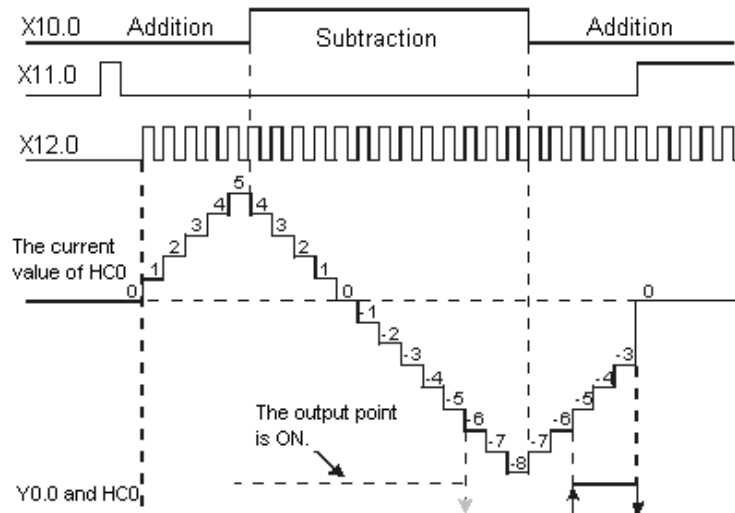 X10.0 Addition Subtraction Addition
X11.0
X12.0
5
4 4
3 3
2 2
1 1
The current
value of HC0
0 0 0
-1
-2
-3 -3
-4 -4
-5 -5
-6 -6
-7 -7
-8
The output point
is ON.
Y0.0 and HC0